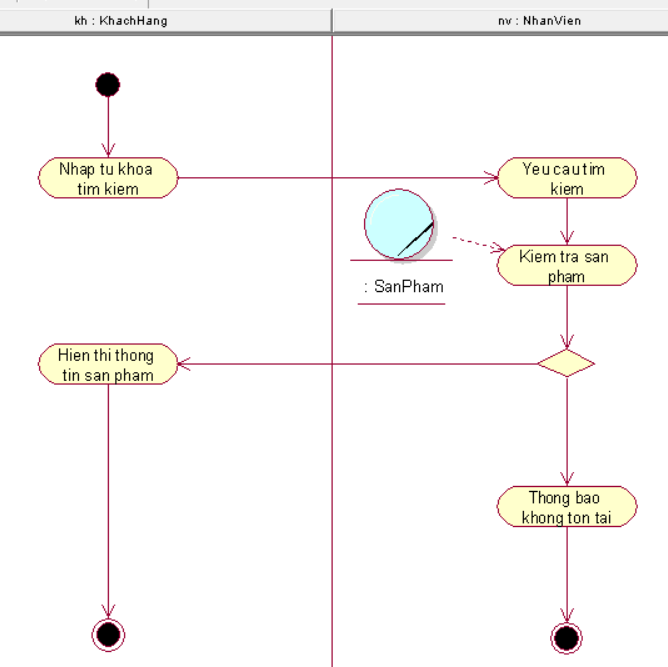 kh : KhachHang
nv : NhanVien
Nhap tu khoa
tim kiem
Yeu cau tim
kiem
Kiem tra san
pham
: SanPham
Hien thi thong
tin san pham
Thong bao
khong ton tai